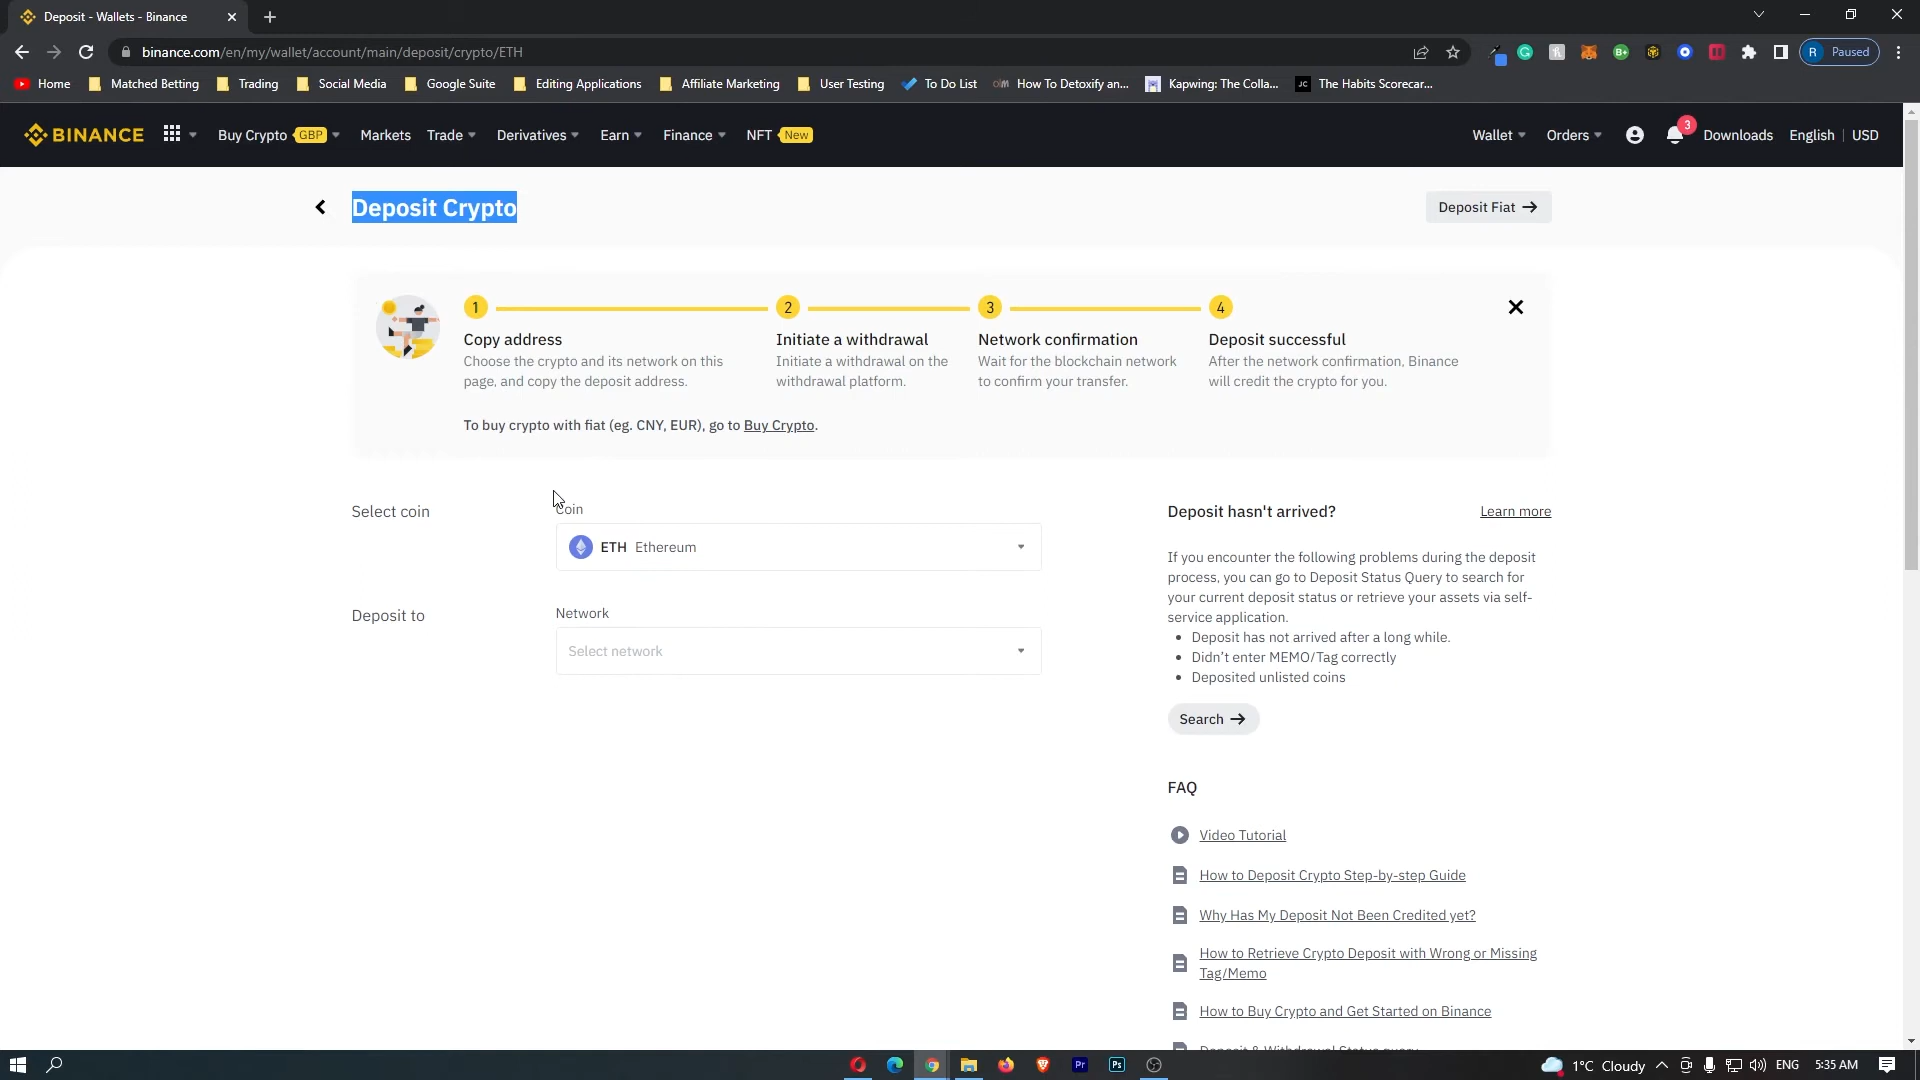 Deposit - Wallets - Binance
binance.com/en/my/wallet/account/main/deposit/crypto/ETH
R Paused
Home Matched Betting Trading Social Media Google Suite Editing Applications Affiliate Marketing User Testing To Do List How To Detoxify an... Kapwing: The Colla... JC The Habits Scorecar...
BINANCE Buy Crypto GBP Markets Trade Derivatives Earn Finance NFT New Wallet Orders 3 Downloads English USD
Deposit Crypto
Deposit Fiat
1 2 3 4
Copy address Initiate a withdrawal Network confirmation Deposit successful
Choose the crypto and its network on this Initiate a withdrawal on the Wait for the blockchain network After the network confirmation, Binance
page, and copy the deposit address. withdrawal platform. to confirm your transfer. will credit the crypto for you.
To buy crypto with fiat (eg. CNY, EUR), go to Buy Crypto.
Select coin
Coin
ETH Ethereum
Deposit to
Network
Select network
Deposit hasn't arrived? Learn more
If you encounter the following problems during the deposit
process, you can go to Deposit Status Query to search for
your current deposit status or retrieve your assets via self-
service application.
Deposit has not arrived after a long while.
Didn't enter MEMO/Tag correctly
Deposited unlisted coins
Search
FAQ
Video Tutorial
How to Deposit Crypto Step-by-step Guide
Why Has My Deposit Not Been Credited yet?
How to Retrieve Crypto Deposit with Wrong or Missing
Tag/Memo
How to Buy Crypto and Get Started on Binance
Deposit & Withdrawal Status query
Pr Ps 1°C Cloudy ENG 5:35 AM